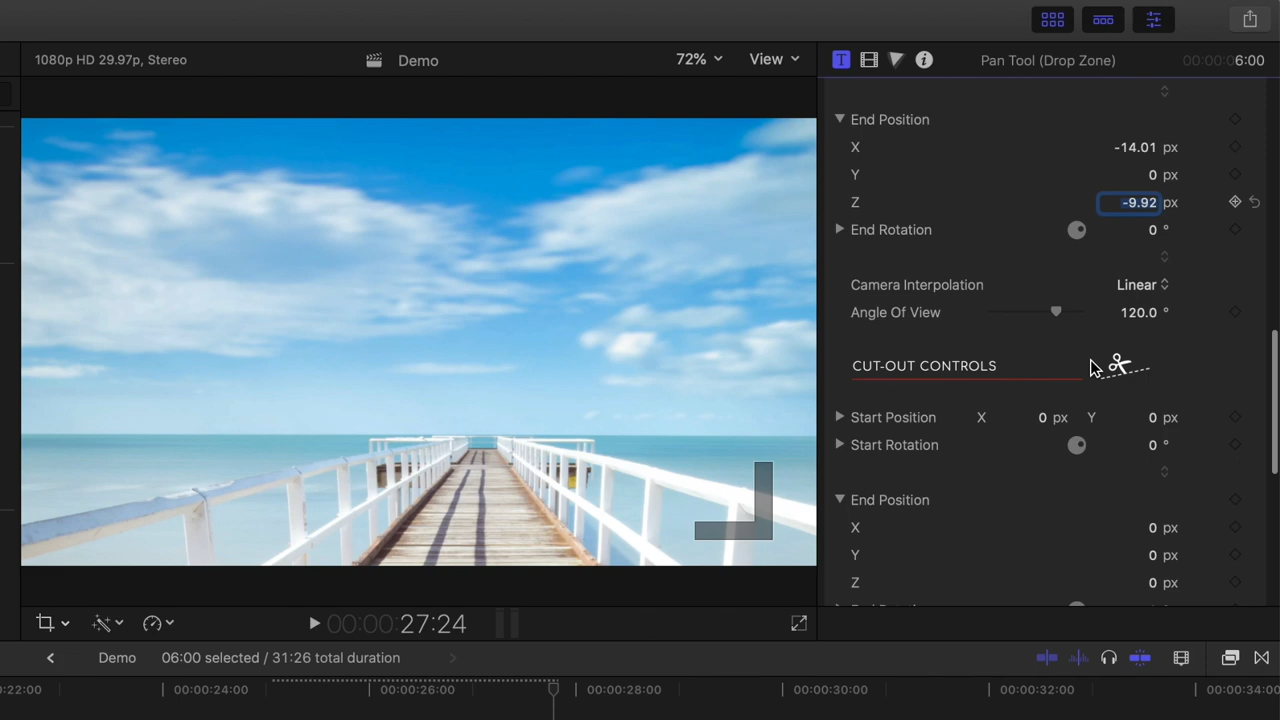 1080p HD 29.97p, Stereo
Demo
72%
View
T
Pan Tool (Drop Zone)
00:00:06:00
End Position
X -14.01 px
Y 0 px
Z -9.92 px
End Rotation 0 °
Camera Interpolation Linear
Angle Of View 120.0 °
CUT-OUT CONTROLS
Start Position X 0 px Y 0 px
Start Rotation 0 °
End Position
X 0 px
Y 0 px
Z 0 px
00:00:27:24
Demo
06:00 selected / 31:26 total duration
:22:00 00:00:24:00 00:00:26:00 00:00:28:00 00:00:30:00 00:00:32:00 00:00:34:00